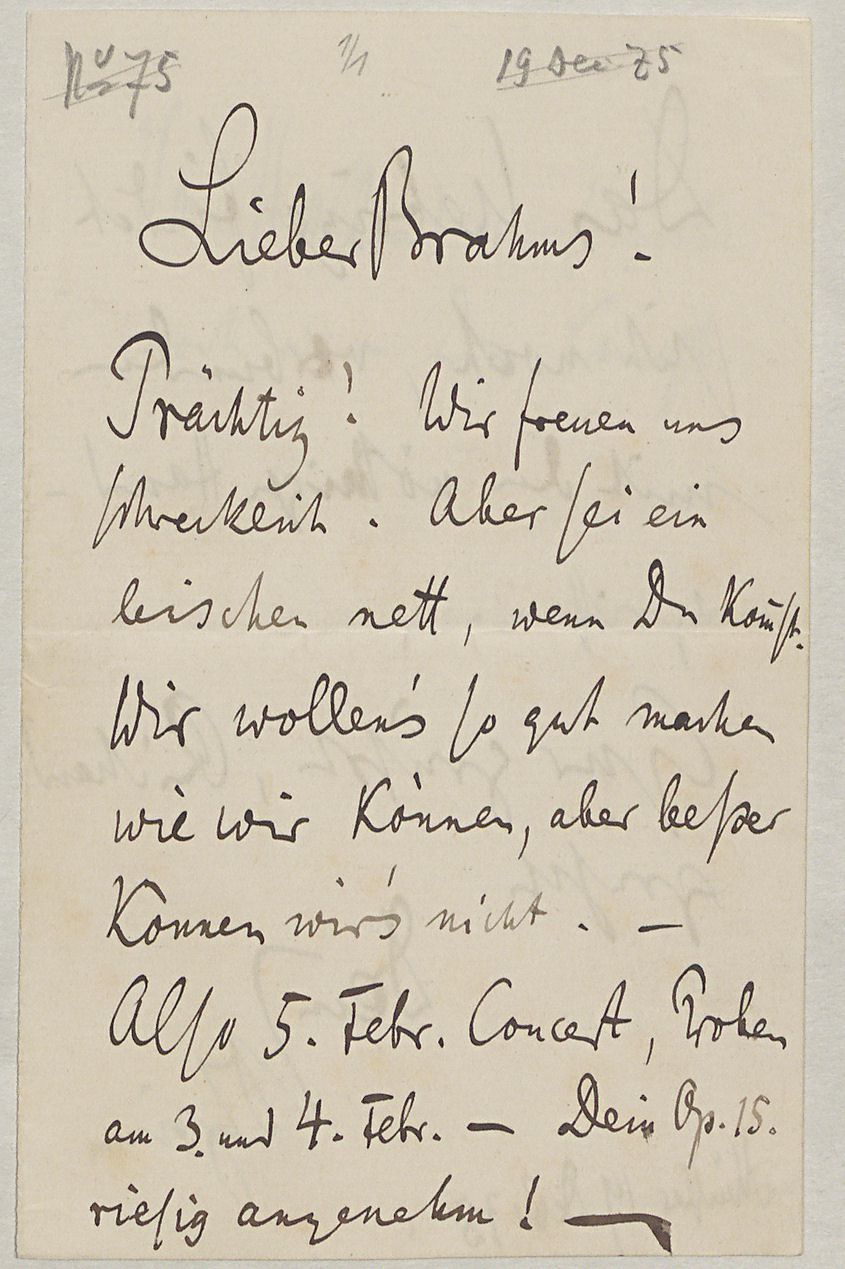 No 75 1/1 19 Dec 75
Lieber Brahms!
Prächtig! Wir freuen uns
schrecklich. Aber sei ein
bischen nett, wenn Du kom̄st.
Wir wollen's so gut machen
wie wir können, aber beßer
können wir's nicht. —
Also 5. Febr. Concert, Proben
am 3. und 4. Febr. — Dein Op. 15.
riesig angenehm! —